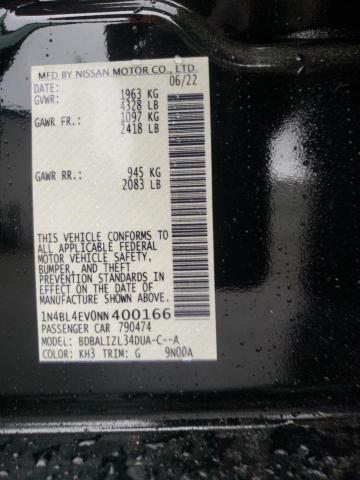 MFD BY NISSAN MOTOR CO., LTD.
DATE: 06/22
GVWR: 1963 KG
4328 LB
GAWR FR.: 1097 KG
2418 LB
GAWR RR.: 945 KG
2083 LB
THIS VEHICLE CONFORMS TO
ALL APPLICABLE FEDERAL
MOTOR VEHICLE SAFETY,
BUMPER, AND THEFT
PREVENTION STANDARDS IN
EFFECT ON THE DATE OF
MANUFACTURE SHOWN ABOVE.
1N4BL4EV0NN400166
PASSENGER CAR 790474
MODEL: BDBALIZL34DUA-C--A
COLOR: KH3 TRIM: G 9N00A